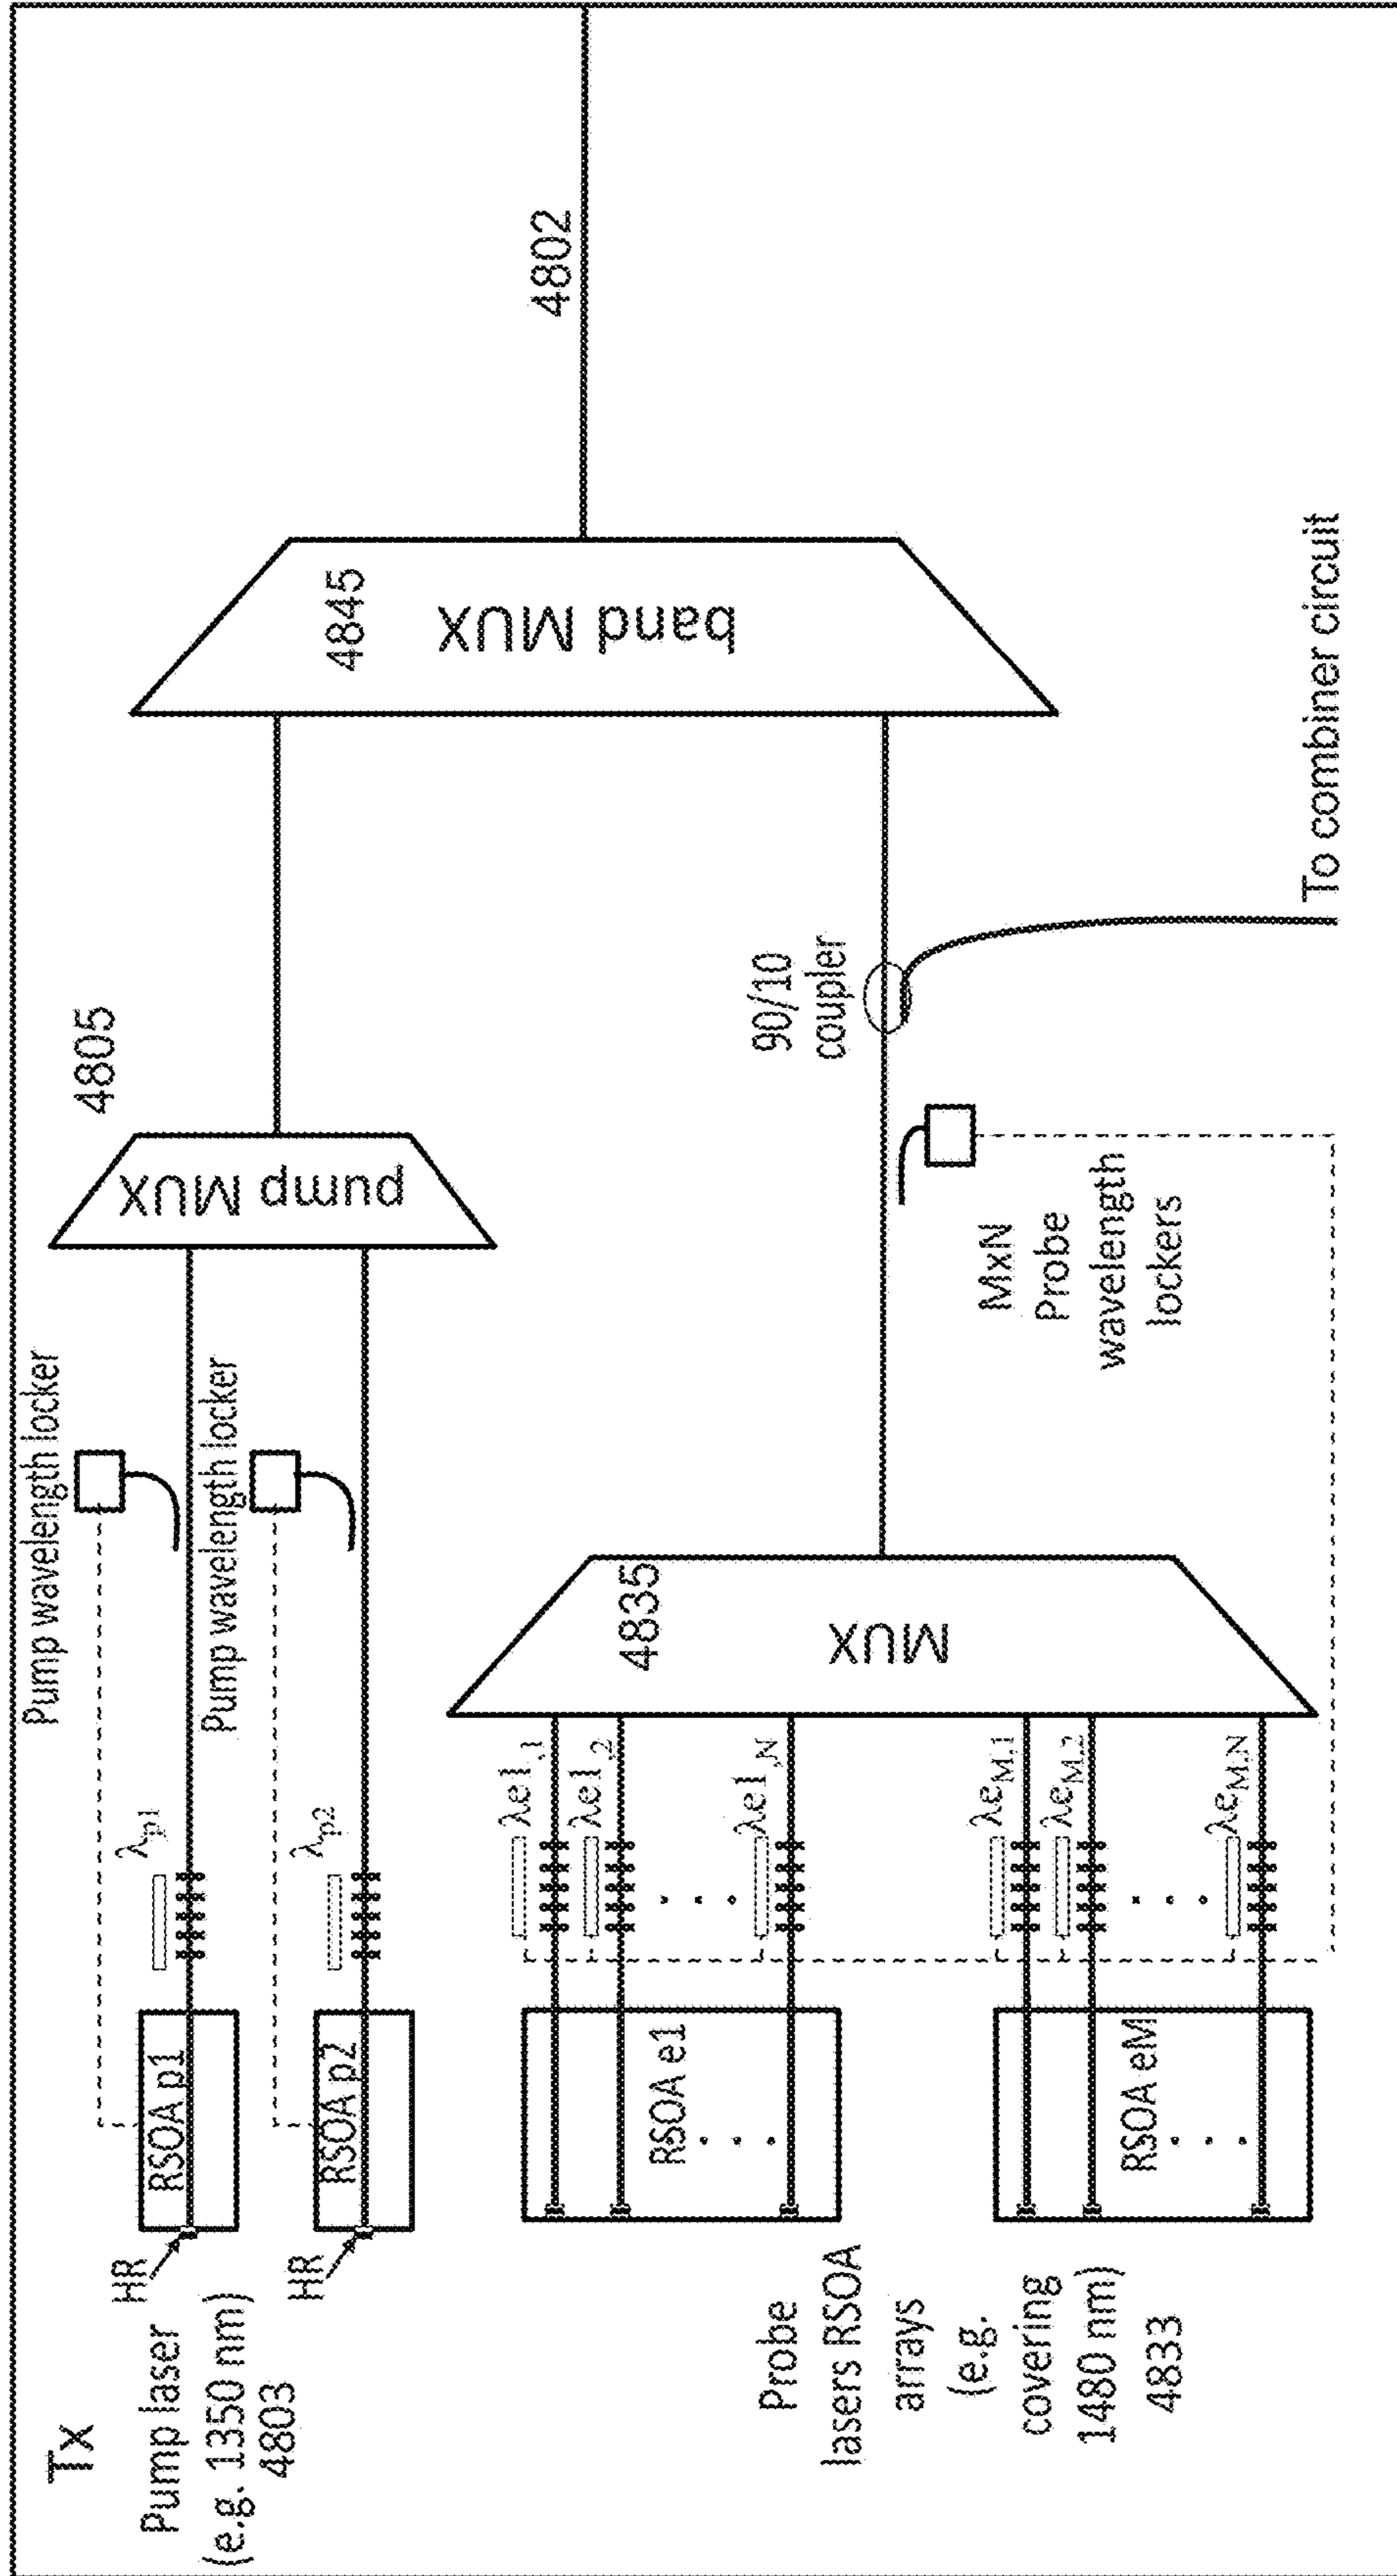 Tx
Pump laser
(e.g. 1350 nm)
4803
HR
HR
RSOA p1
RSOA p2
λp1
λp2
Pump wavelength locker
Pump wavelength locker
pump MUX
4805
Probe
lasers RSOA
arrays
(e.g.
covering
1480 nm)
4833
RSOA e1
. . .
RSOA eM
. . .
λe1,1
λe1,2
. . .
λe1,N
λeM,1
λeM,2
. . .
λeM,N
4835
MUX
MxN
Probe
wavelength
lockers
90/10
coupler
To combiner circuit
4845
band MUX
4802